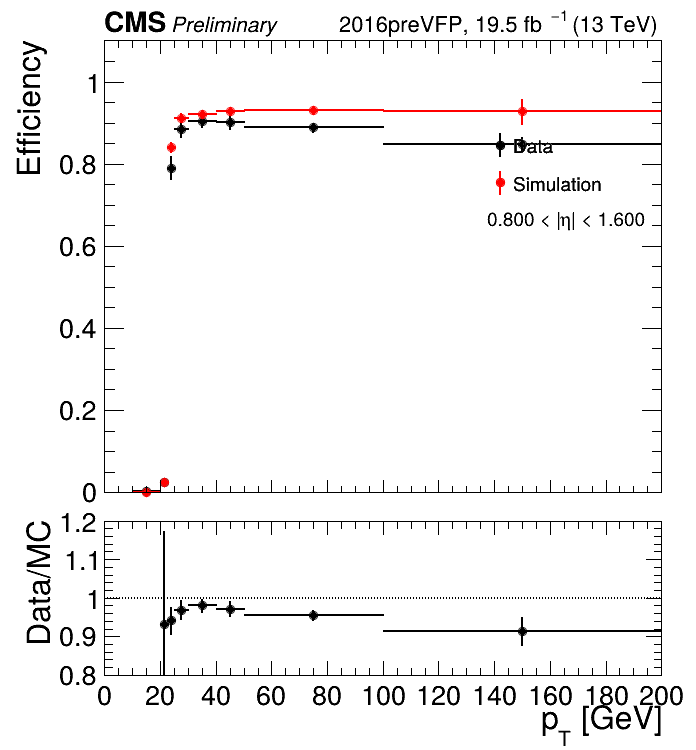 CMS Preliminary 2016preVFP, 19.5 fb⁻¹ (13 TeV)
Efficiency
1
0.8
0.6
0.4
0.2
0
Data
Simulation
0.800 < |η| < 1.600
Data/MC
1.2
1.1
1
0.9
0.8
0 20 40 60 80 100 120 140 160 180 200
p_T [GeV]